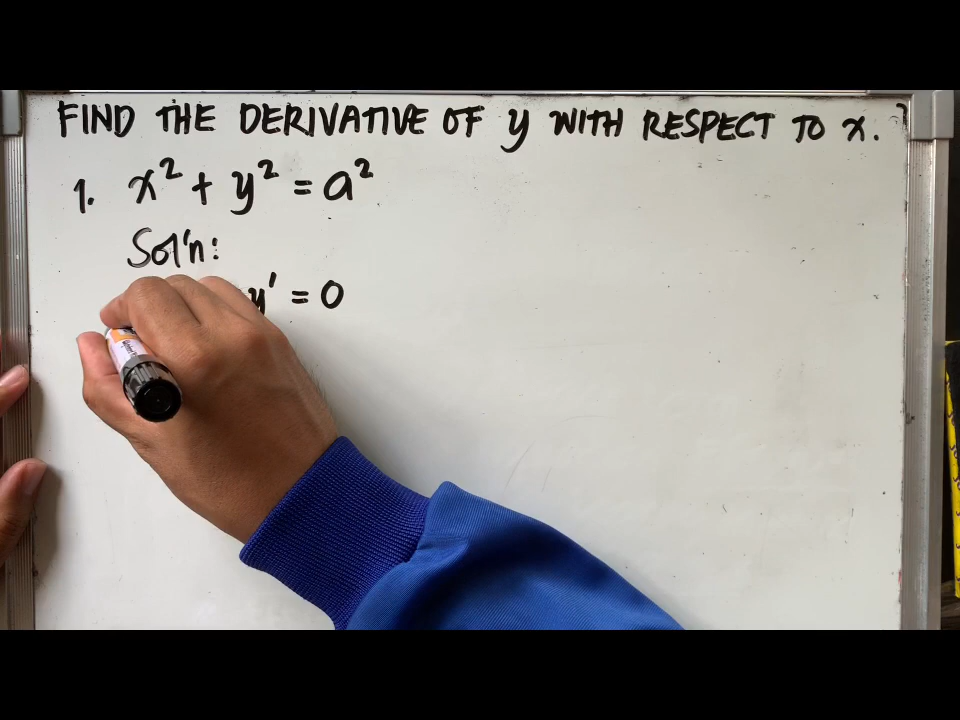 FIND THE DERIVATIVE OF y WITH RESPECT TO x.
1. x² + y² = a²
Sol'n:
y' = 0